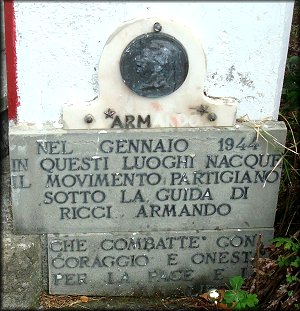 ARMANDO
NEL GENNAIO 1944
IN QUESTI LUOGHI NACQUE
IL MOVIMENTO PARTIGIANO
SOTTO LA GUIDA DI
RICCI ARMANDO
CHE COMBATTE' CON
CORAGGIO E ONESTA
PER LA PACE E L